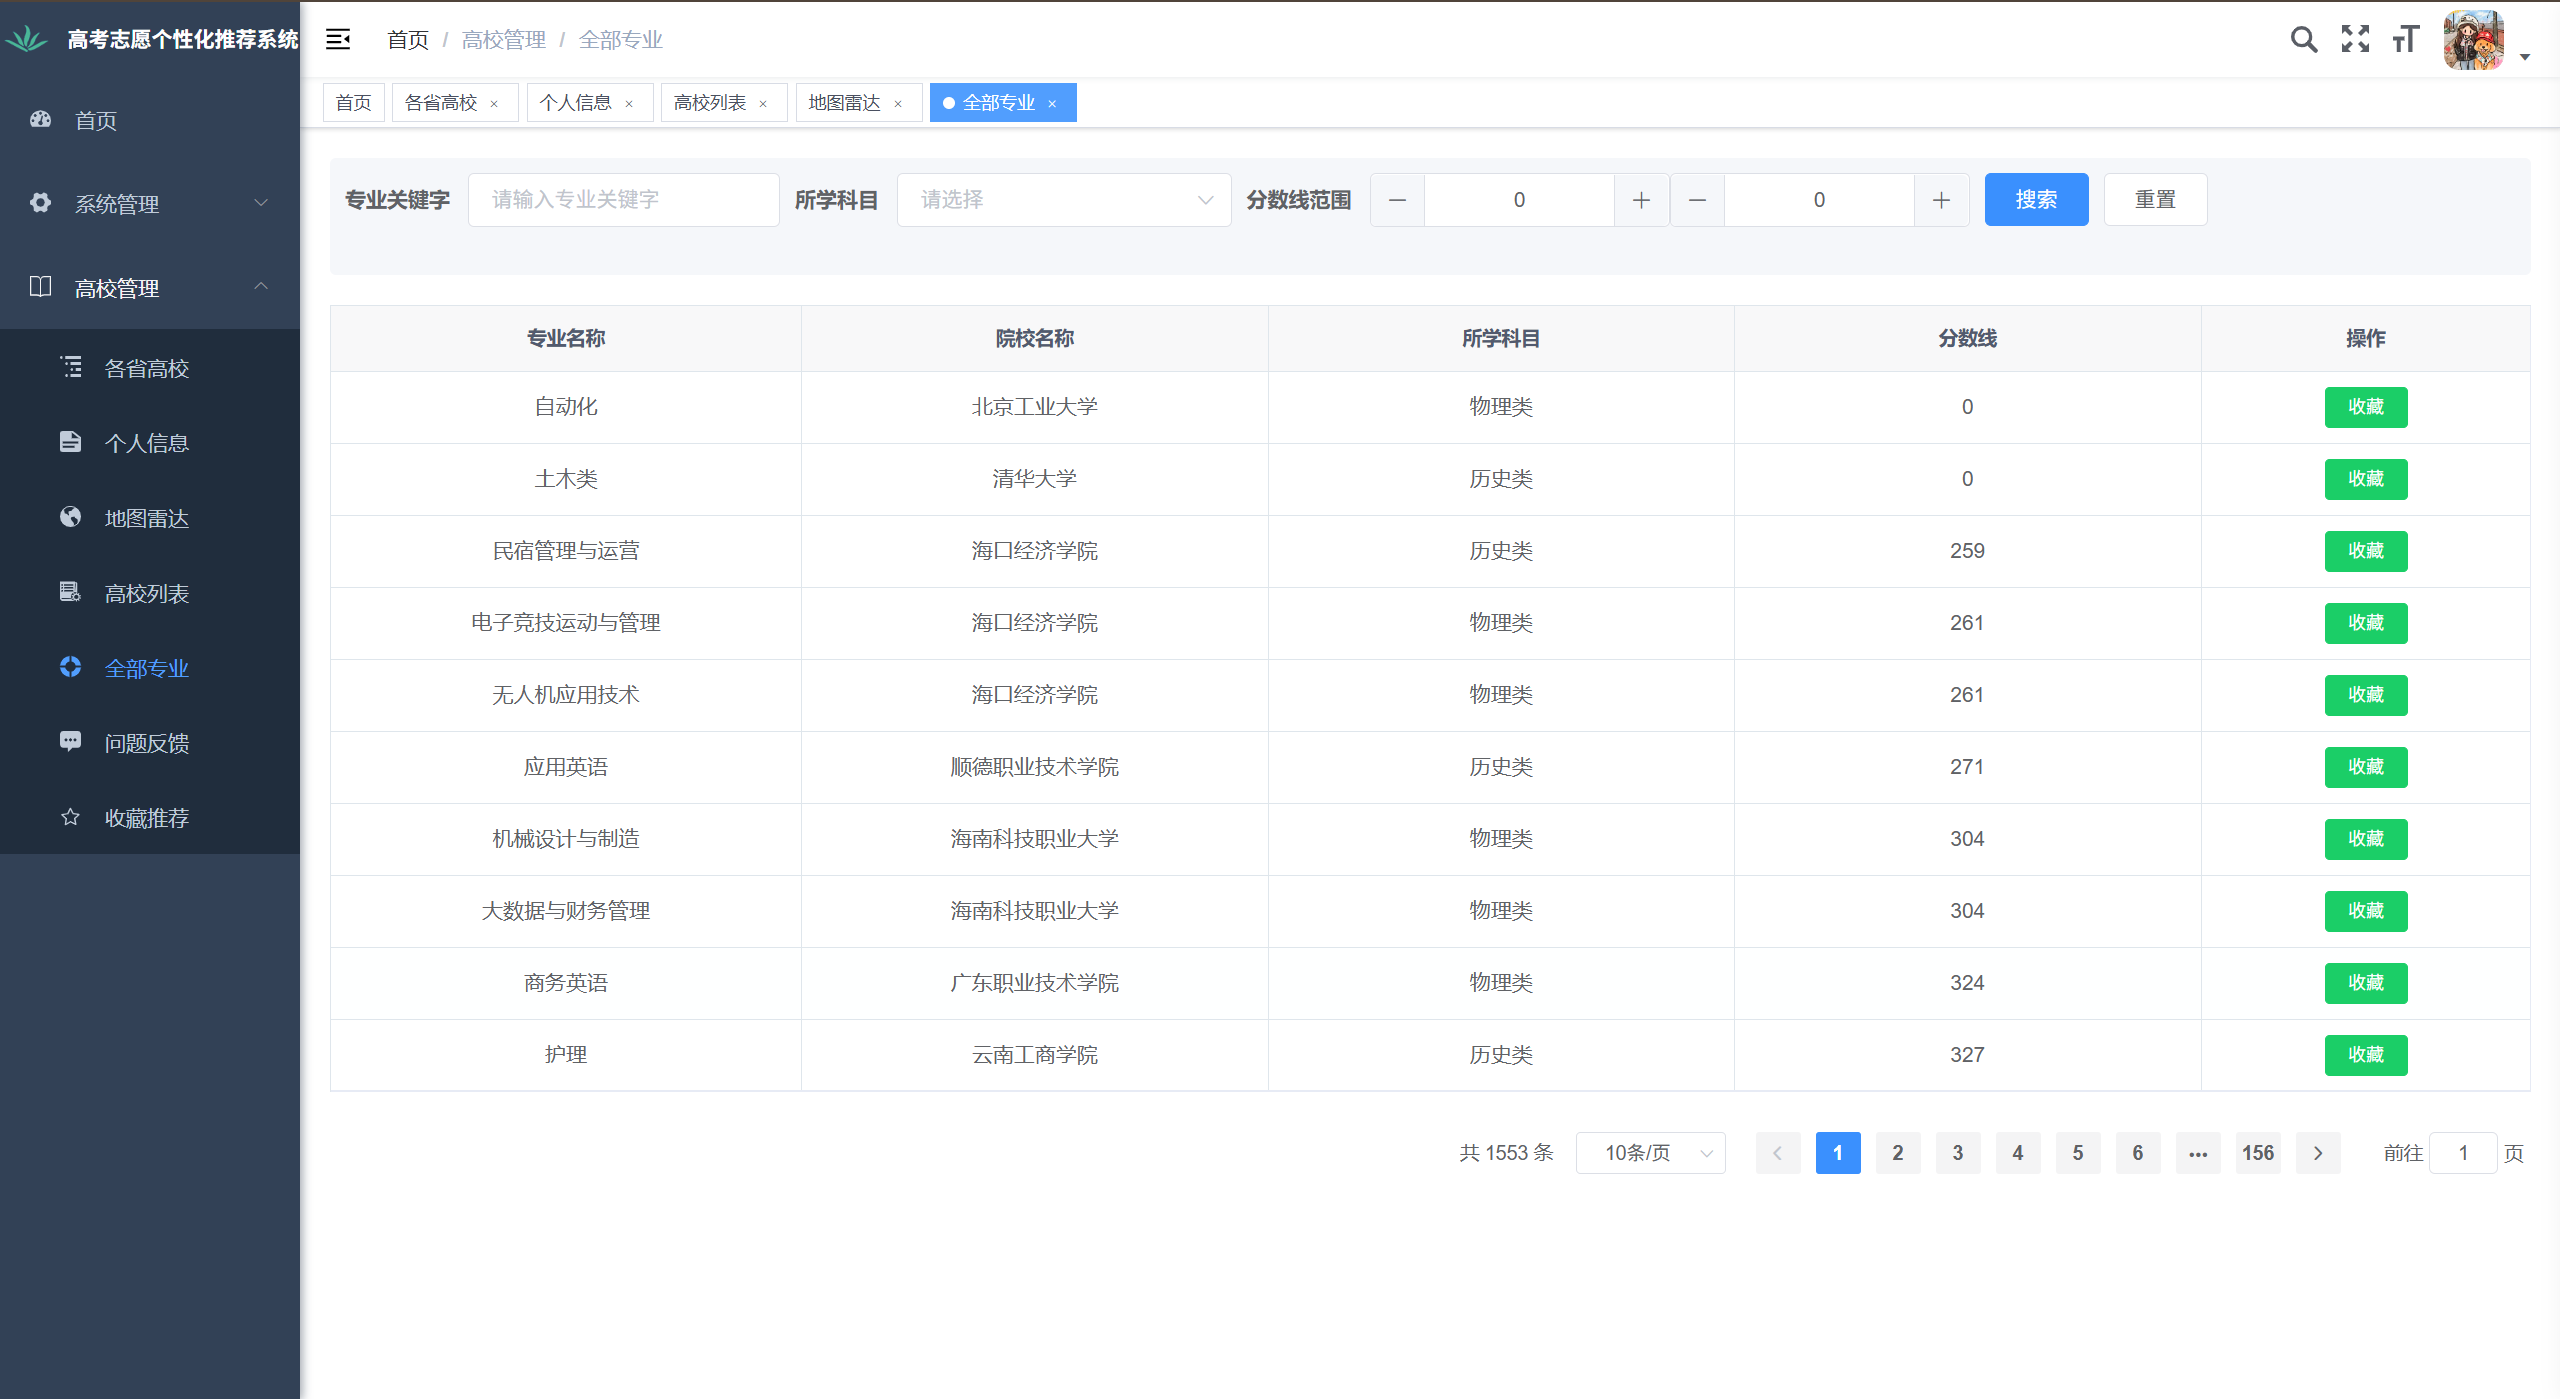 高考志愿个性化推荐系统
首页 / 高校管理 / 全部专业
首页
系统管理
高校管理
各省高校
个人信息
地图雷达
高校列表
全部专业
问题反馈
收藏推荐
首页 各省高校 × 个人信息 × 高校列表 × 地图雷达 × 全部专业 ×
专业关键字 请输入专业关键字 所学科目 请选择 分数线范围 — 0 + — 0 + 搜索 重置
专业名称 院校名称 所学科目 分数线 操作
自动化 北京工业大学 物理类 0 收藏
土木类 清华大学 历史类 0 收藏
民宿管理与运营 海口经济学院 历史类 259 收藏
电子竞技运动与管理 海口经济学院 物理类 261 收藏
无人机应用技术 海口经济学院 物理类 261 收藏
应用英语 顺德职业技术学院 历史类 271 收藏
机械设计与制造 海南科技职业大学 物理类 304 收藏
大数据与财务管理 海南科技职业大学 物理类 304 收藏
商务英语 广东职业技术学院 物理类 324 收藏
护理 云南工商学院 历史类 327 收藏
共 1553 条 10条/页 < 1 2 3 4 5 6 ••• 156 > 前往 1 页